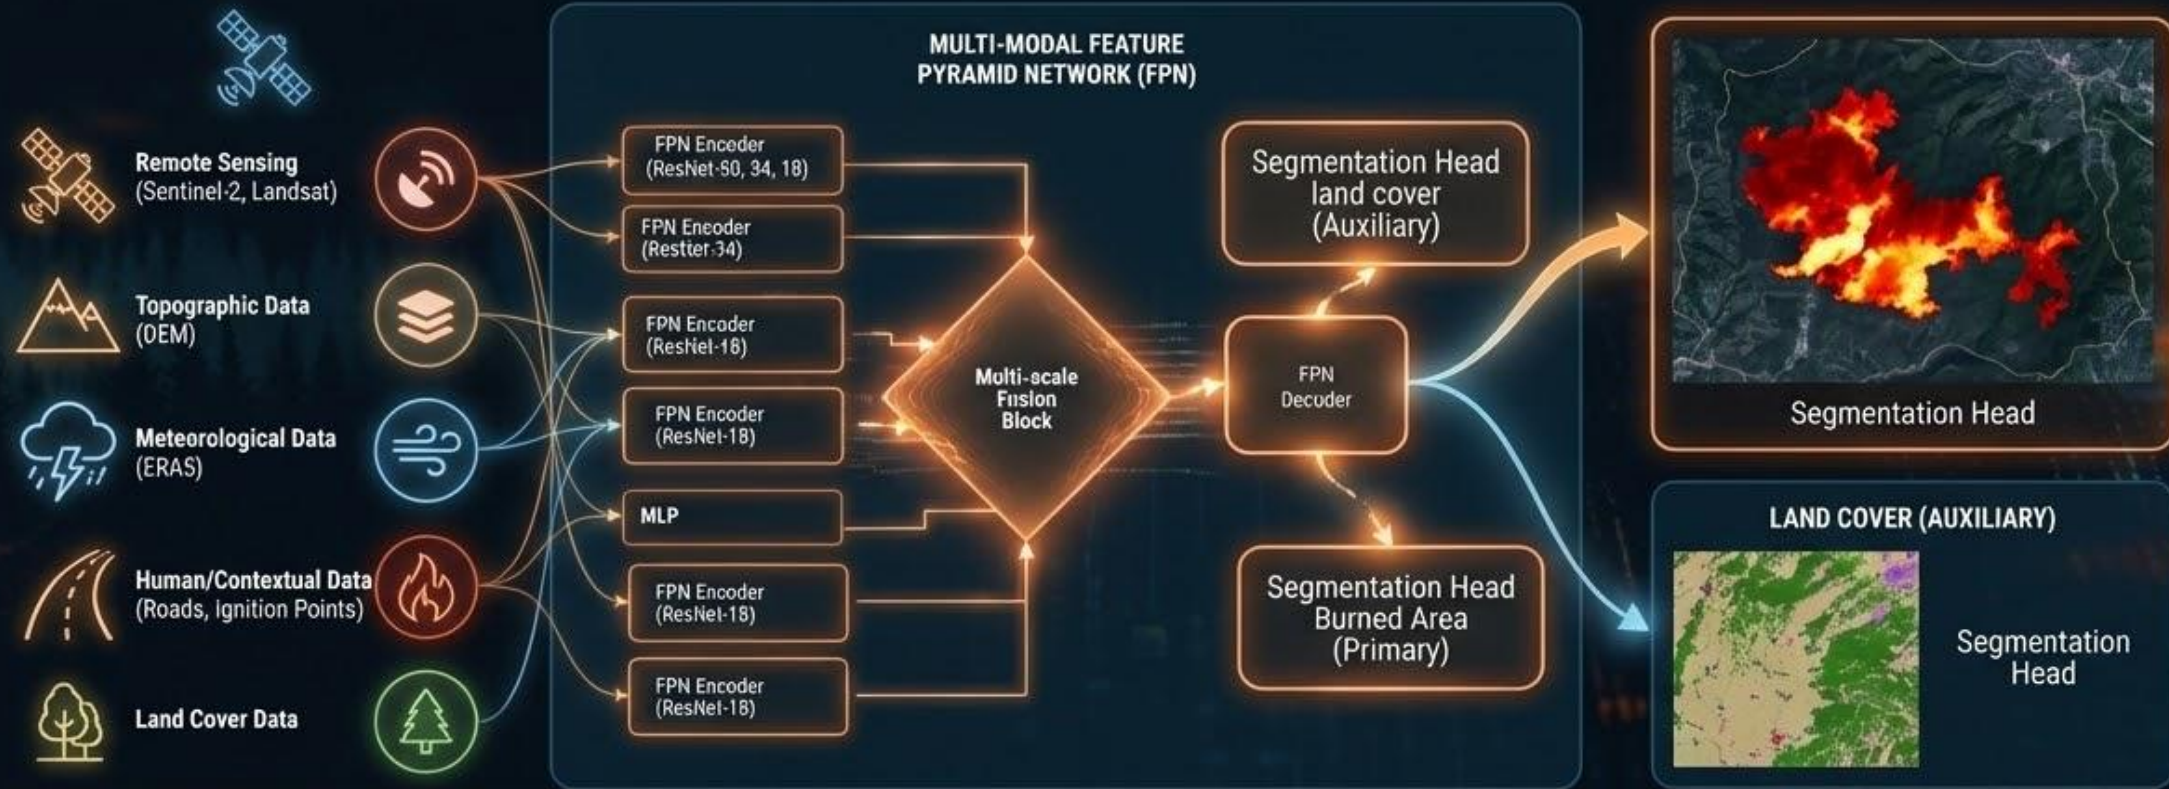 MULTI-MODAL FEATURE
PYRAMID NETWORK (FPN)
Remote Sensing
(Sentinel-2, Landsat)
Topographic Data
(DEM)
Meteorological Data
(ERAS)
Human/Contextual Data
(Roads, ignition Points)
Land Cover Data
FPN Enceder
(ResNet-60, 34, 18)
FPN Eneoder
(Restier-34)
FPN Encoder
(ResNet-18)
FPN Encoder
(ResNet-18)
MLP
FPN Encoder
(ResNet-18)
FPN Encoder
(ResNet-18)
Multi-scale
Fusion
Block
Segmentation Head
land cover
(Auxiliary)
FPN
Decoder
Segmentation Head
Burned Area
(Primary)
Segmentation Head
LAND COVER (AUXILIARY)
Segmentation
Head